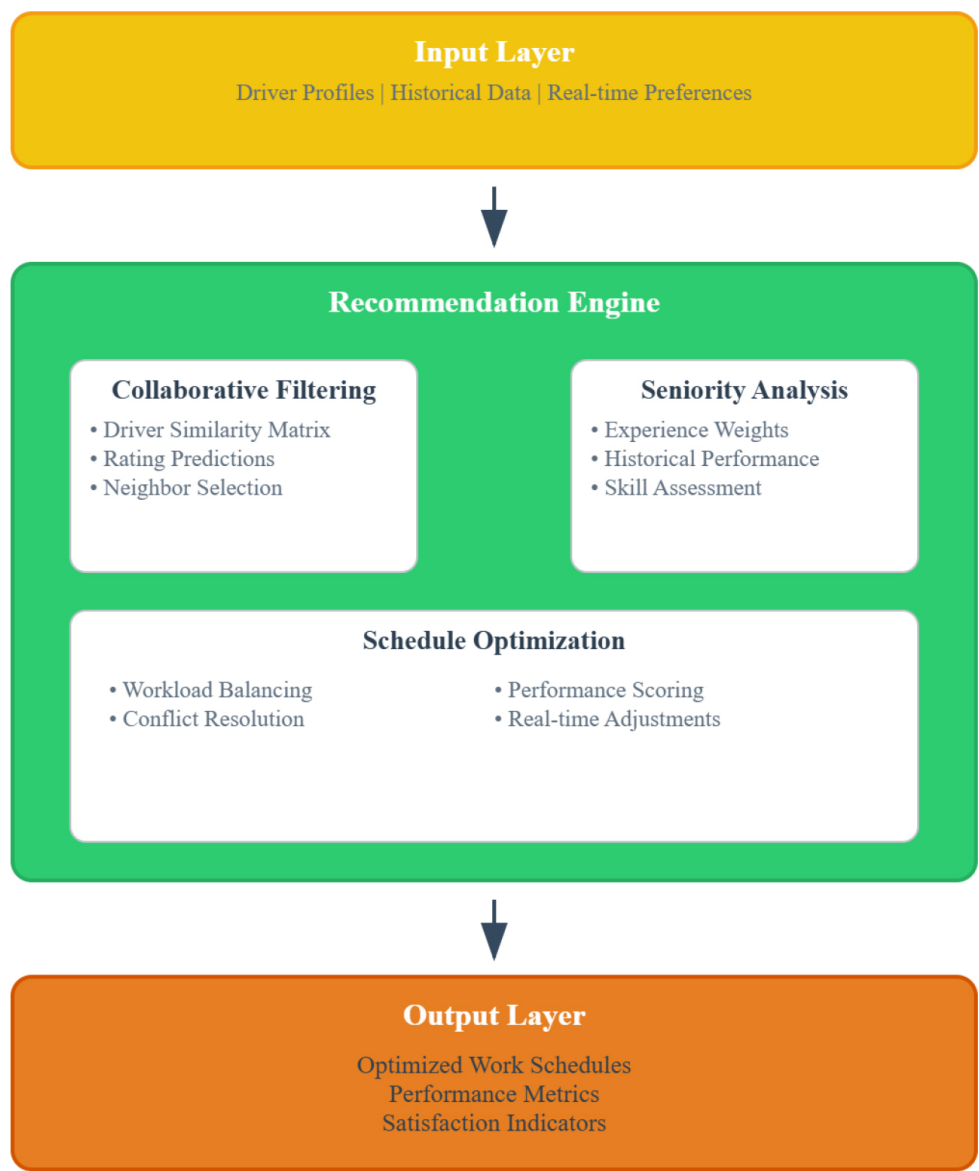 Input Layer
Driver Profiles | Historical Data | Real-time Preferences
Recommendation Engine
Collaborative Filtering
• Driver Similarity Matrix
• Rating Predictions
• Neighbor Selection
Seniority Analysis
• Experience Weights
• Historical Performance
• Skill Assessment
Schedule Optimization
• Workload Balancing
• Conflict Resolution
• Performance Scoring
• Real-time Adjustments
Output Layer
Optimized Work Schedules
Performance Metrics
Satisfaction Indicators